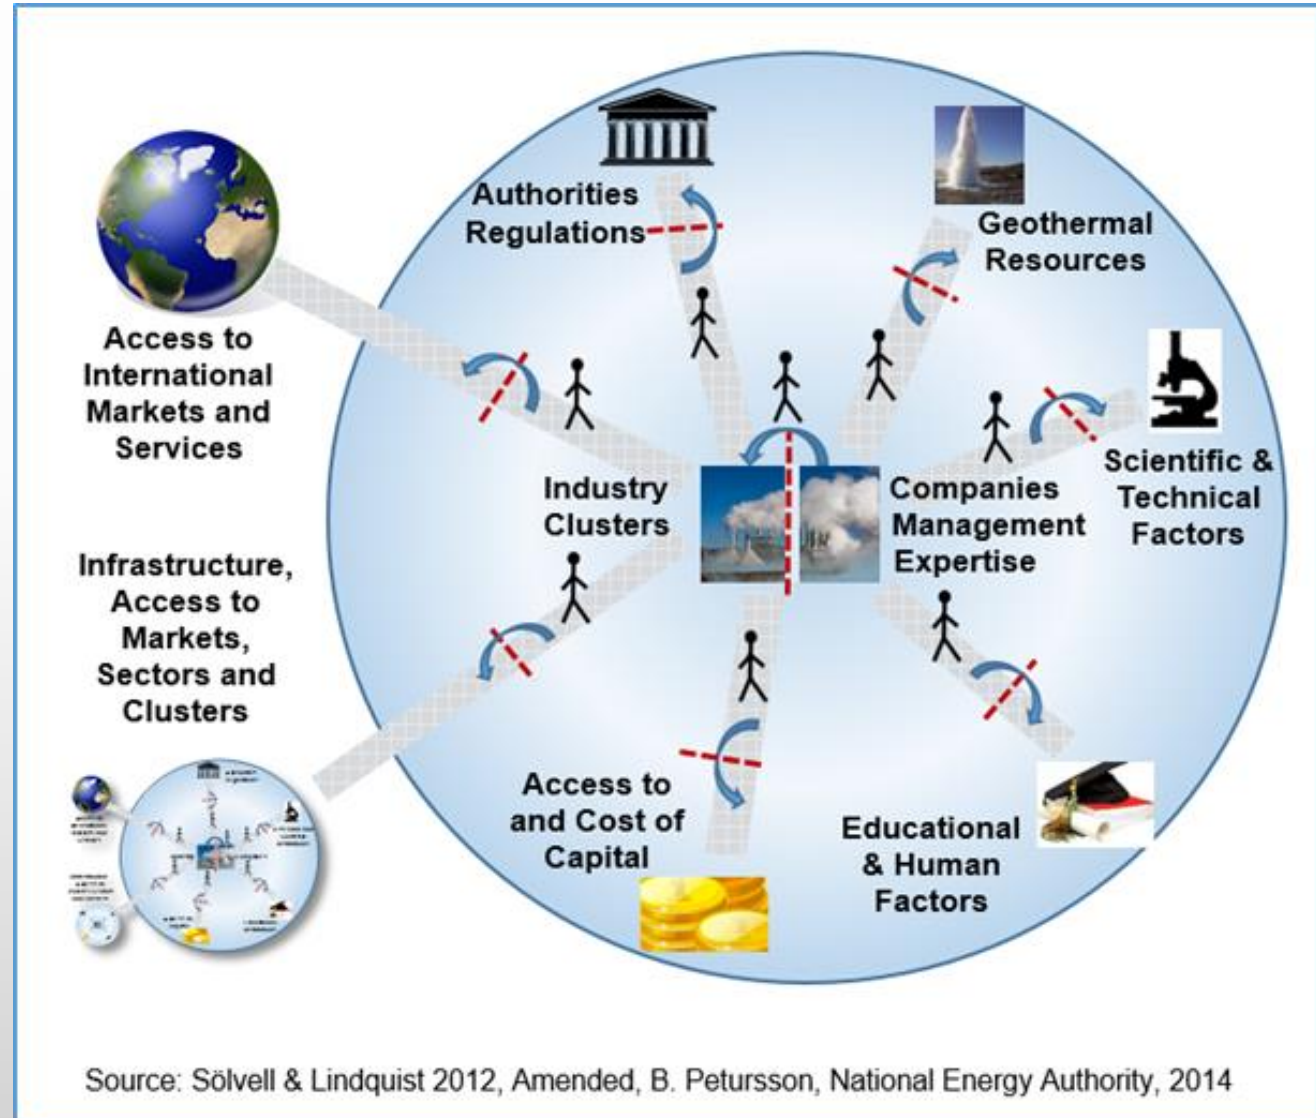 Authorities
Regulations
Geothermal
Resources
Access to
International
Markets and
Services
Scientific &
Technical
Factors
Industry
Clusters
Companies
Management
Expertise
Infrastructure,
Access to
Markets,
Sectors and
Clusters
Access to
and Cost of
Capital
Educational
& Human
Factors
Source: Sölvell & Lindquist 2012, Amended, B. Petursson, National Energy Authority, 2014